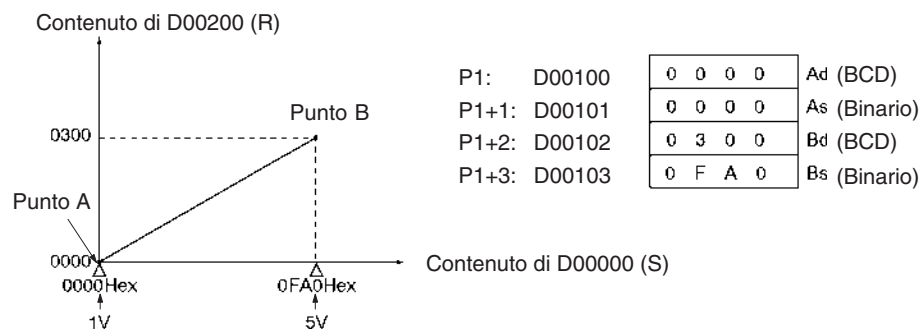 Contenuto di D00200 (R)
Punto B
0300
Punto A
0000
0000Hex
0FA0Hex
1V
5V
Contenuto di D00000 (S)
P1: D00100 0 0 0 0 Ad (BCD)
P1+1: D00101 0 0 0 0 As (Binario)
P1+2: D00102 0 3 0 0 Bd (BCD)
P1+3: D00103 0 F A 0 Bs (Binario)